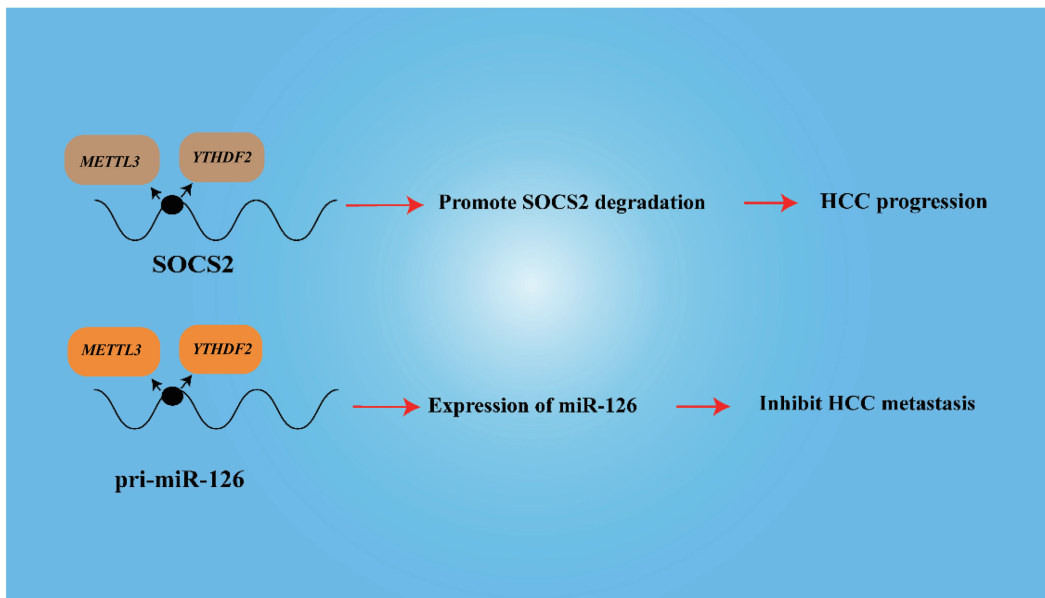 METTL3 YTHDF2
Promote SOCS2 degradation HCC progression
SOCS2
METTL3 YTHDF2
Expression of miR-126 Inhibit HCC metastasis
pri-miR-126